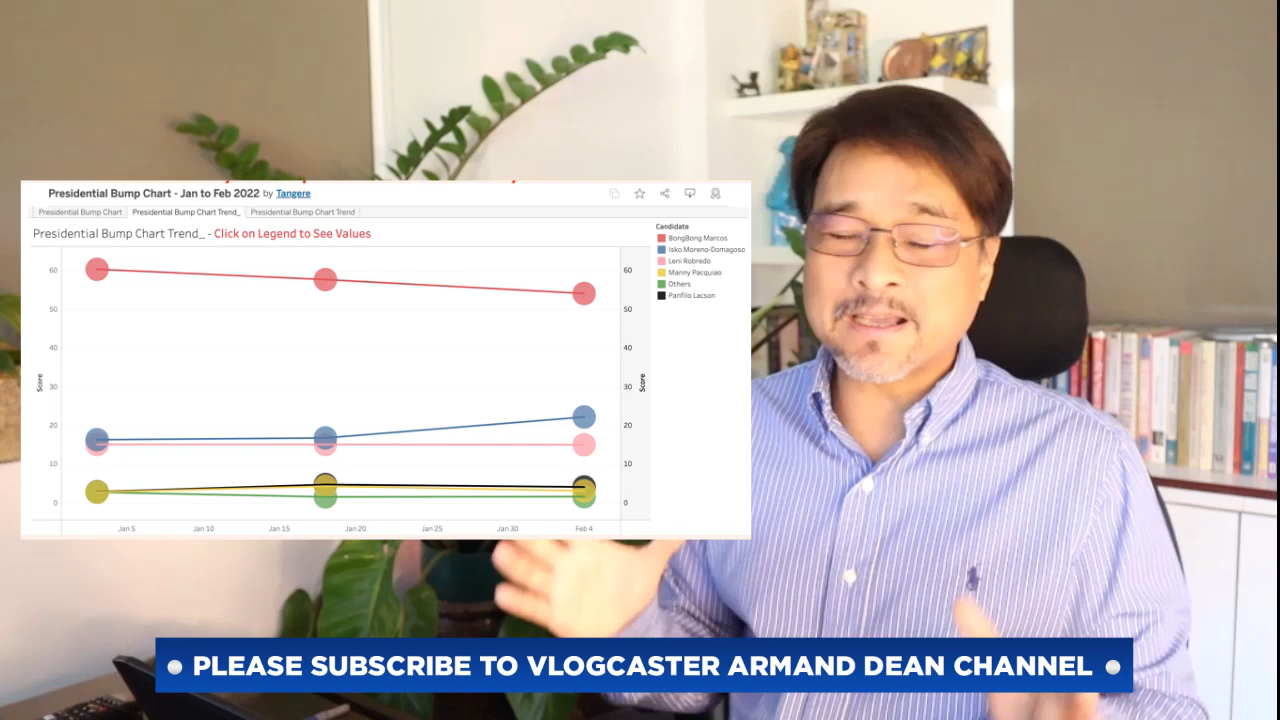 Presidential Bump Chart - Jan to Feb 2022 by Tangere
Presidential Bump Chart
Presidential Bump Chart Trend_
Presidential Bump Chart Trend
Presidential Bump Chart Trend_ - Click on Legend to See Values
Candidate
BongBong Marcos
Isko Moreno-Domagoso
Leni Robredo
Manny Pacquiao
Others
Panfilo Lacson
60
50
40
30
20
10
0
Score
60
50
40
30
20
10
0
Score
Jan 5
Jan 10
Jan 15
Jan 20
Jan 25
Jan 30
Feb 4
PLEASE SUBSCRIBE TO VLOGCASTER ARMAND DEAN CHANNEL